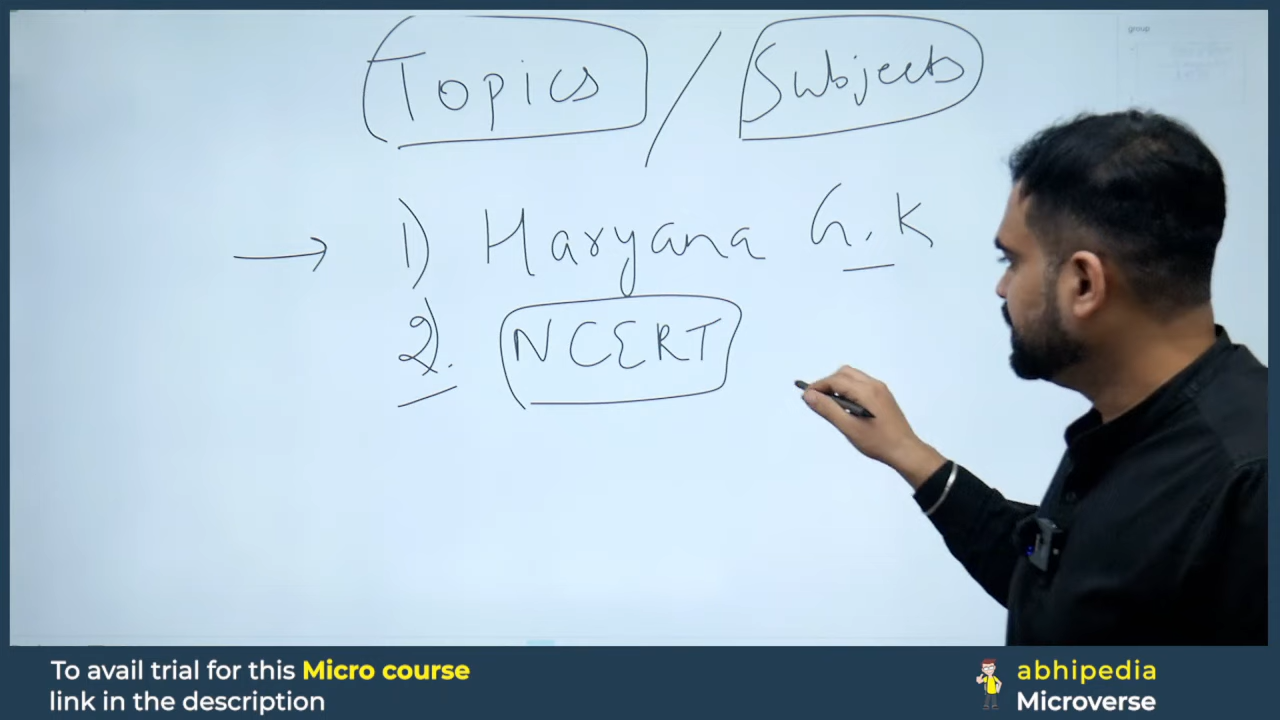 Topics / Subjects
→ 1) Haryana G.K
2. NCERT
To avail trial for this Micro course
link in the description
abhipedia
Microverse